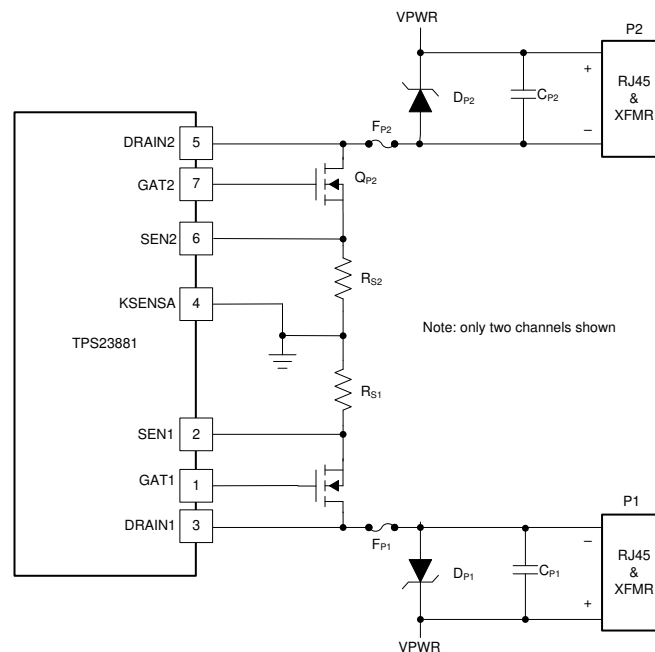 VPWR
P2
+
RJ45
&
XFMR
–
DP2
CP2
FP2
DRAIN2
5
GAT2
7
QP2
SEN2
6
RS2
KSENSA
4
Note: only two channels shown
TPS23881
RS1
SEN1
2
GAT1
1
DRAIN1
3
FP1
P1
–
RJ45
&
XFMR
+
DP1
CP1
VPWR